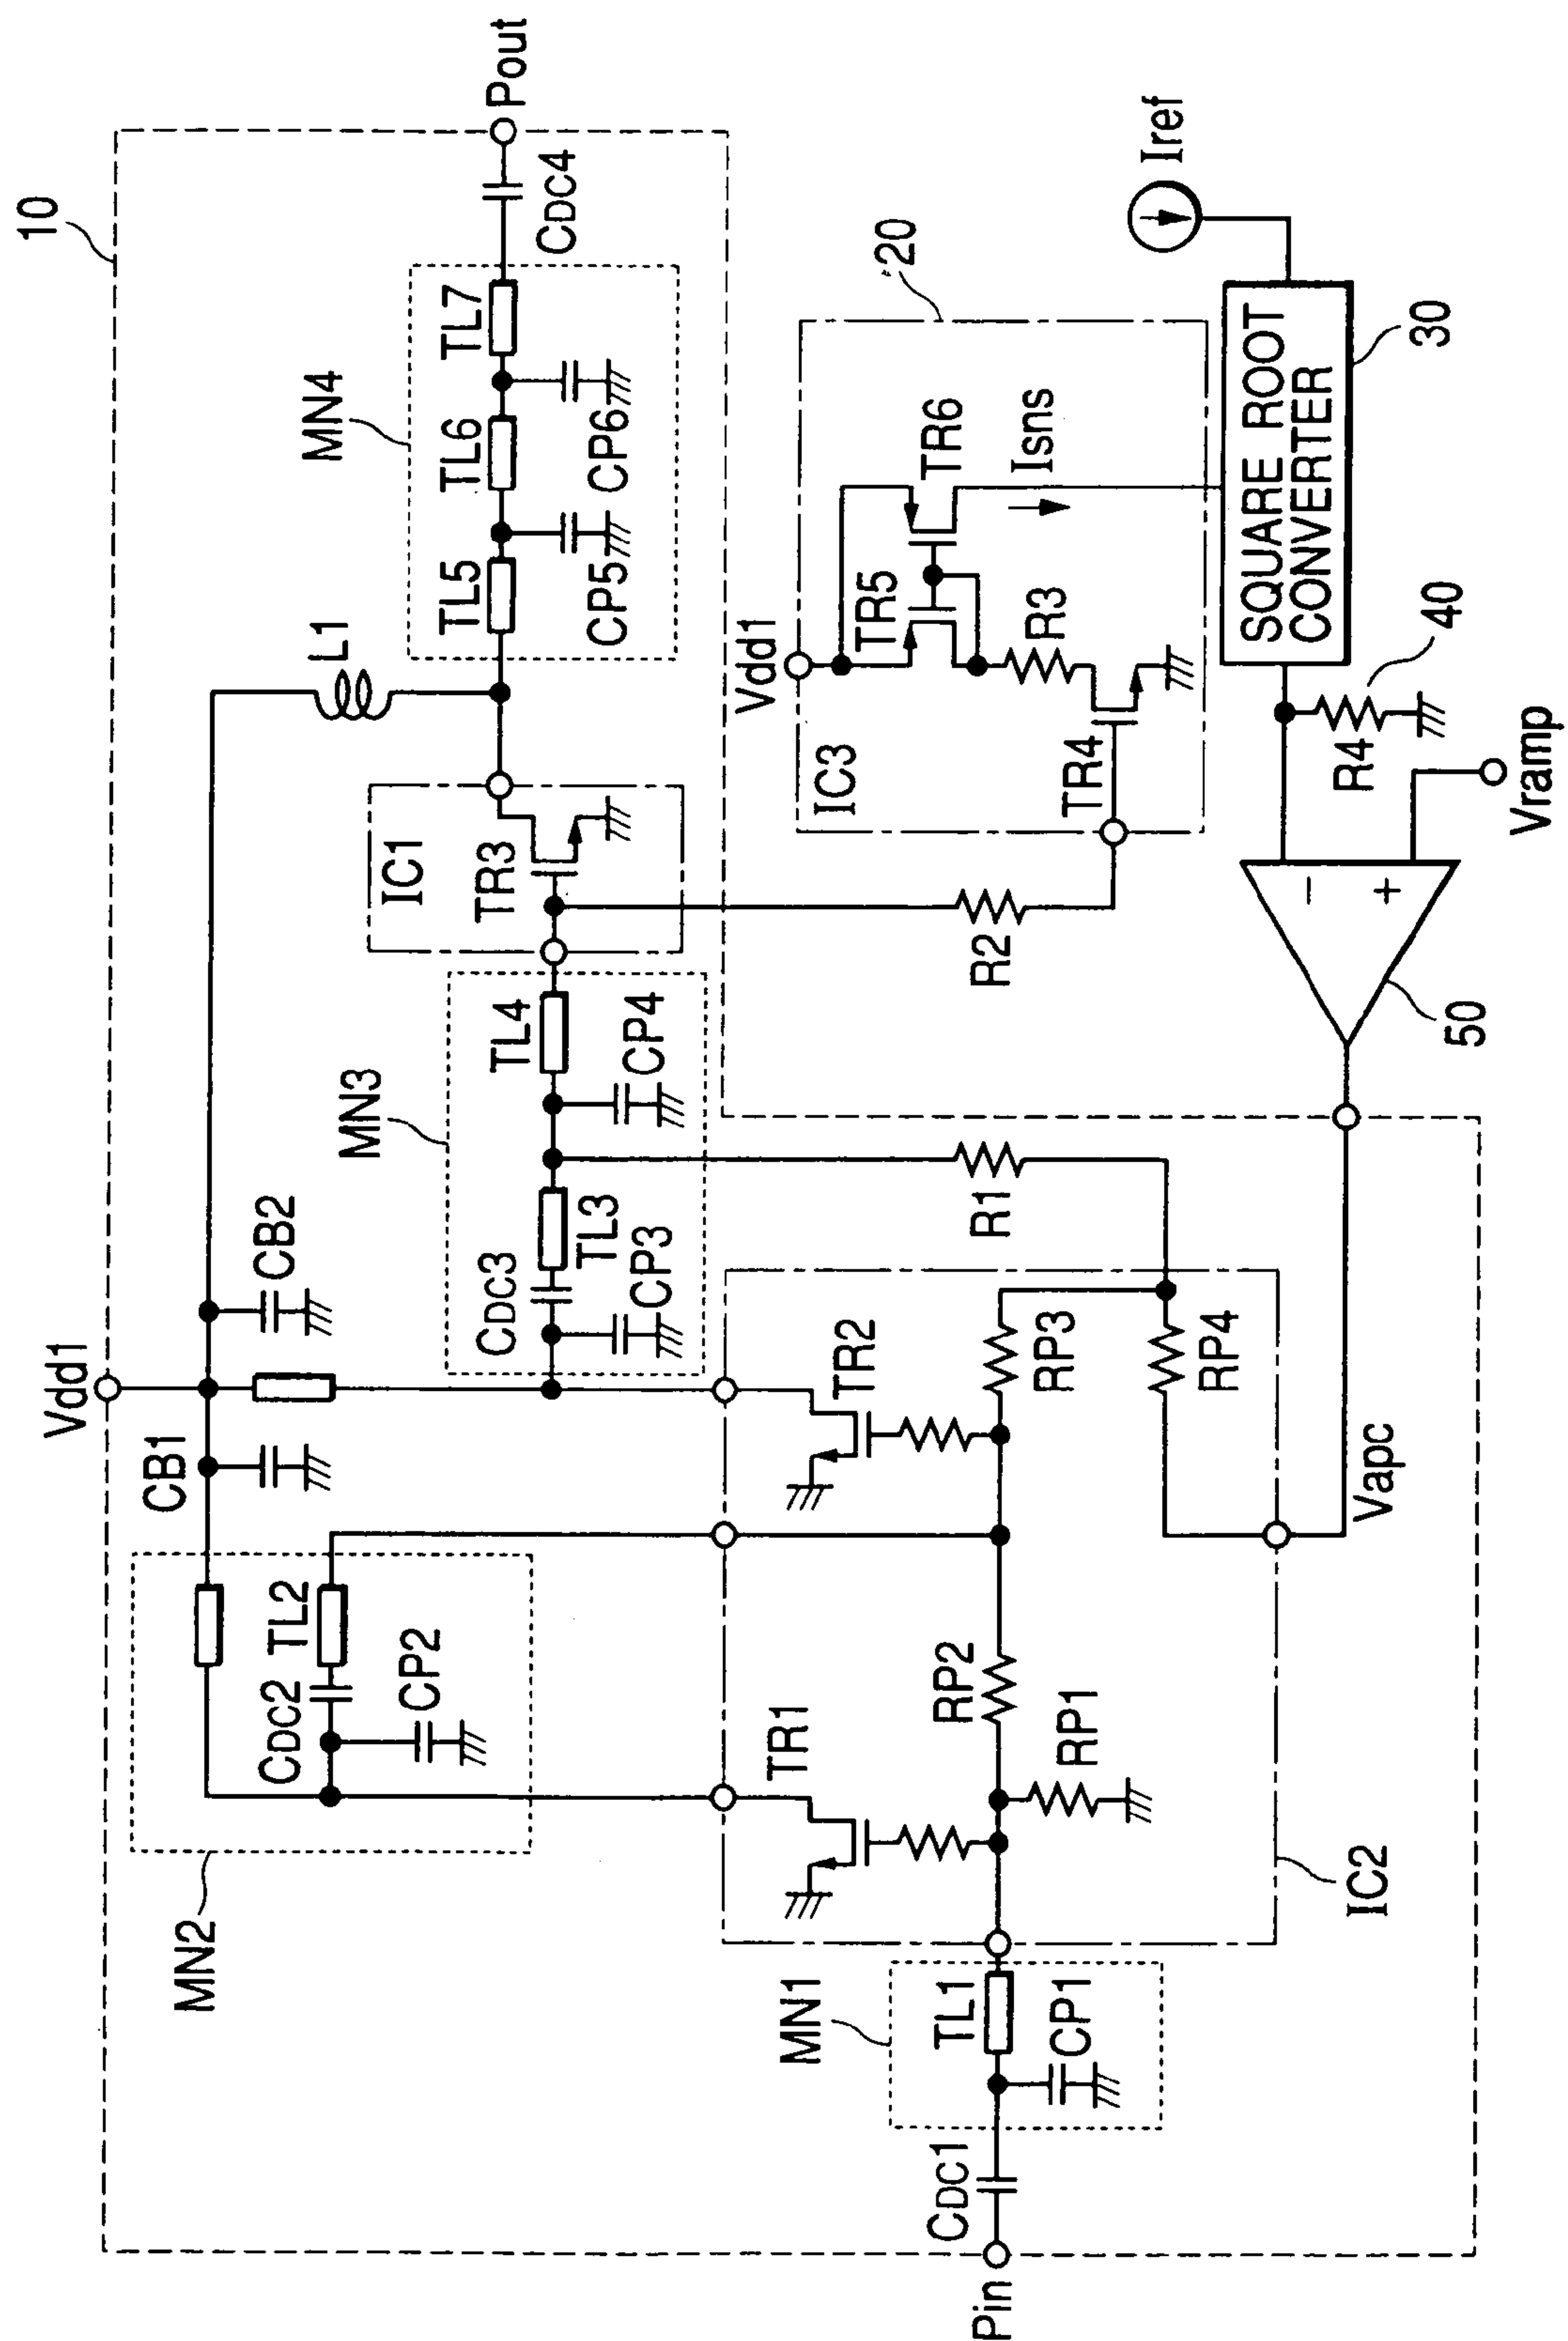 10
Vdd1
CB1
CB2
L1
Pout
MN2
CDC2
TL2
CP2
MN3
CDC3
TL3
CP3
TL4
CP4
IC1
TR3
MN4
TL5
TL6
TL7
CP5
CP6
CDC4
Pin
CDC1
MN1
TL1
CP1
TR1
RP1
RP2
TR2
RP3
RP4
IC2
R1
R2
Vapc
Vdd1
20
IC3
TR4
TR5
TR6
R3
Isns
Iref
SQUARE ROOT
CONVERTER
30
R4
40
Vramp
−
+
50